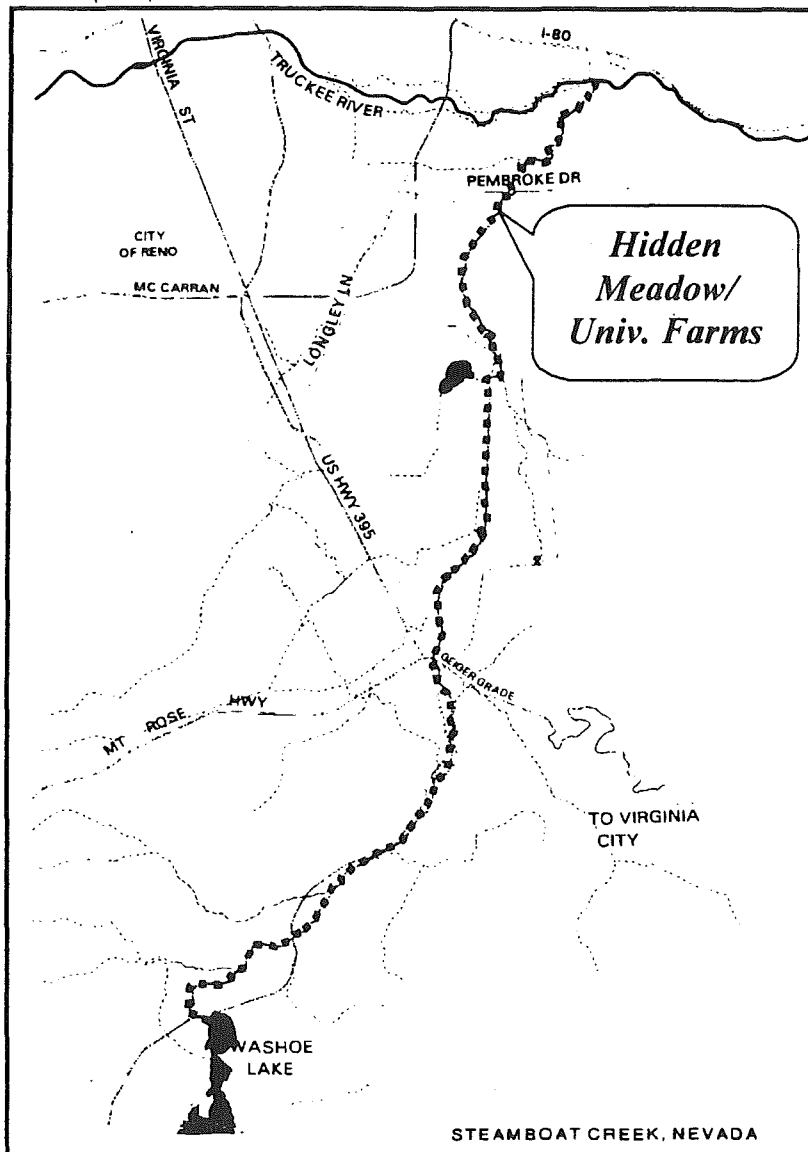 I-80
VIRGINIA ST
TRUCKEE RIVER
PEMBROKE DR
CITY
OF RENO
Hidden
Meadow/
Univ. Farms
MC CARRAN
LONGLEY LN
US HWY 395
GEIGER GRADE
MT ROSE HWY
TO VIRGINIA
CITY
WASHOE
LAKE
STEAMBOAT CREEK, NEVADA